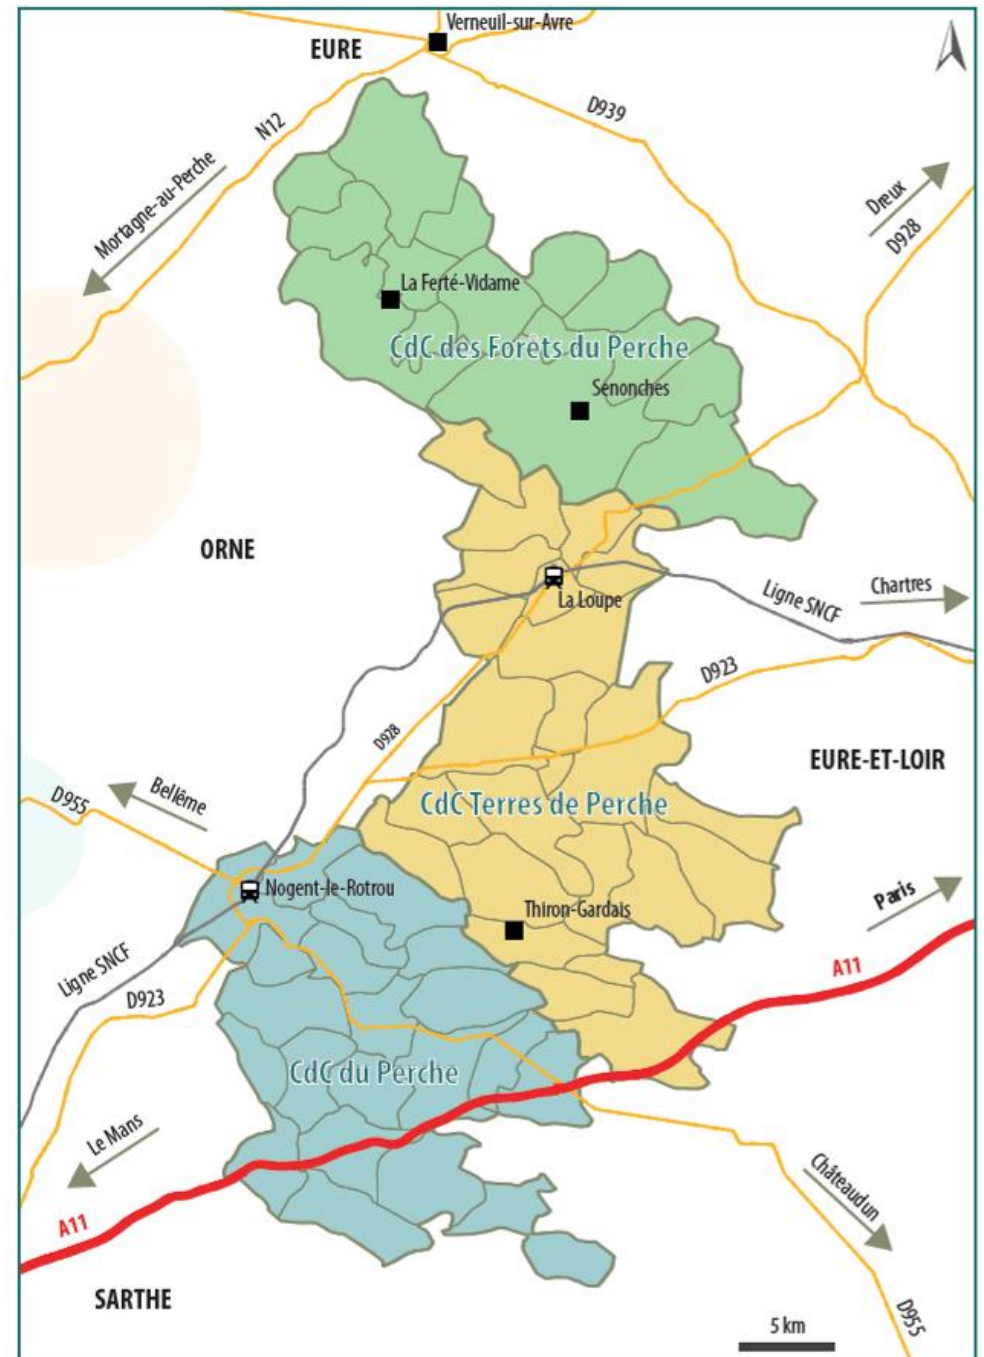 Verneuil-sur-Avre
EURE
N12
D939
Mortagne-au-Perche
Dreux
D928
La Ferté-Vidame
CdC des Forêts du Perche
Senonches
ORNE
La Loupe
Ligne SNCF
Chartres
D923
D928
EURE-ET-LOIR
Bellême
D955
CdC Terres de Perche
Nogent-le-Rotrou
Thiron-Gardais
Paris
Ligne SNCF
A11
D923
CdC du Perche
Le Mans
Châteaudun
A11
SARTHE
D955
5 km